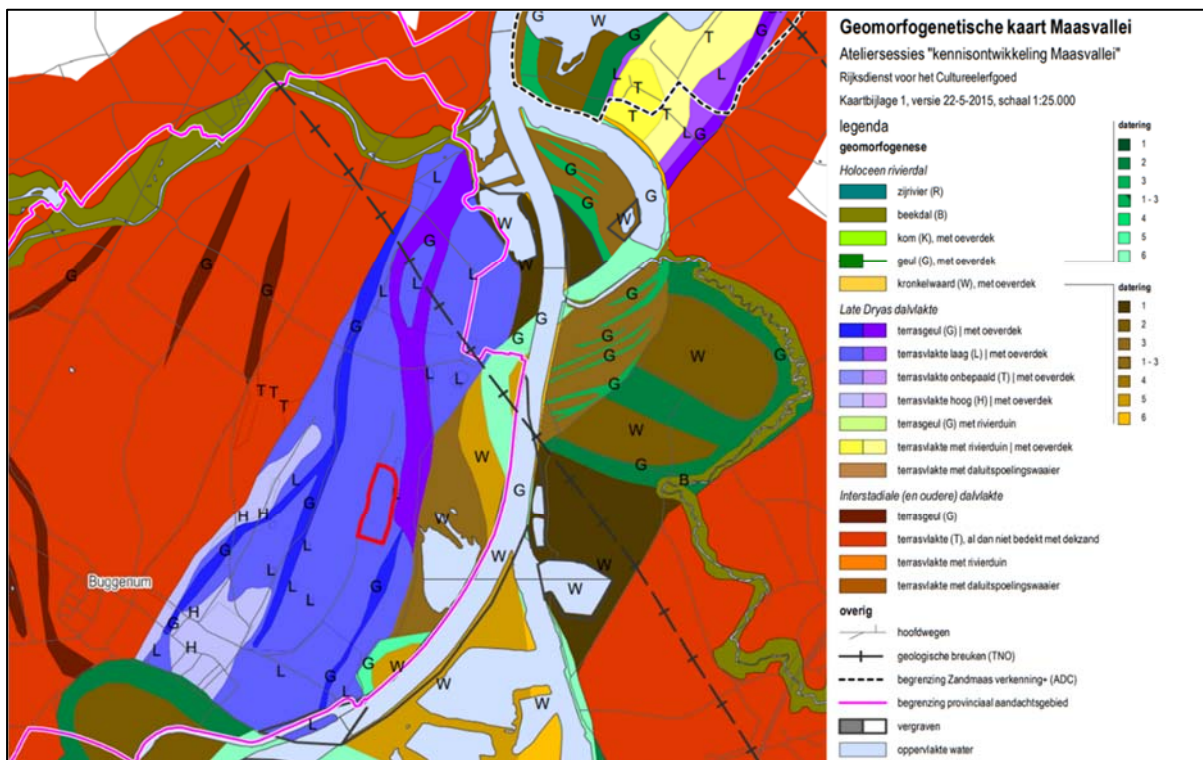 Geomorfogenetische kaart Maasvallei
Ateliersessies "kennisontwikkeling Maasvallei"
Rijksdienst voor het Cultureelerfgoed
Kaartbijlage 1, versie 22-5-2015, schaal 1:25.000
legenda
geomorfogenese
Holoceen rivierdal
zijrivier (R)
beekdal (B)
kom (K), met oeverdek
geul (G), met oeverdek
kronkelwaard (W), met oeverdek
Late Dryas dalvlakte
terrasgeul (G) | met oeverdek
terrasvlakte laag (L) | met oeverdek
terrasvlakte onbepaald (T) | met oeverdek
terrasvlakte hoog (H) | met oeverdek
terrasgeul (G) met rivierduin
terrasvlakte met rivierduin | met oeverdek
terrasvlakte met daluitspoelingswaaier
Interstadiale (en oudere) dalvlakte
terrasgeul (G)
terrasvlakte (T), al dan niet bedekt met dekzand
terrasvlakte met rivierduin
terrasvlakte met daluitspoelingswaaier
overig
hoofdwegen
geologische breuken (TNO)
begrenzing Zandmaas verkenning+ (ADC)
begrenzing provinciaal aandachtsgebied
vergraven
oppervlakte water
datering
1
2
3
1 - 3
4
5
6
datering
1
2
3
1 - 3
4
5
6
G
W
G
T
G
L
L
T
T
T
L
G
L
G
G
W
W
G
G
G
G
L
L
W
G
L
G
G
G
G
G
W
G
L
L
G
T
T
T
W
W
G
B
G
H
H
G
L
G
W
G
L
W
W
Buggenum
L
L
G
W
H
G
H
L
G
L
G
W
W
L
W